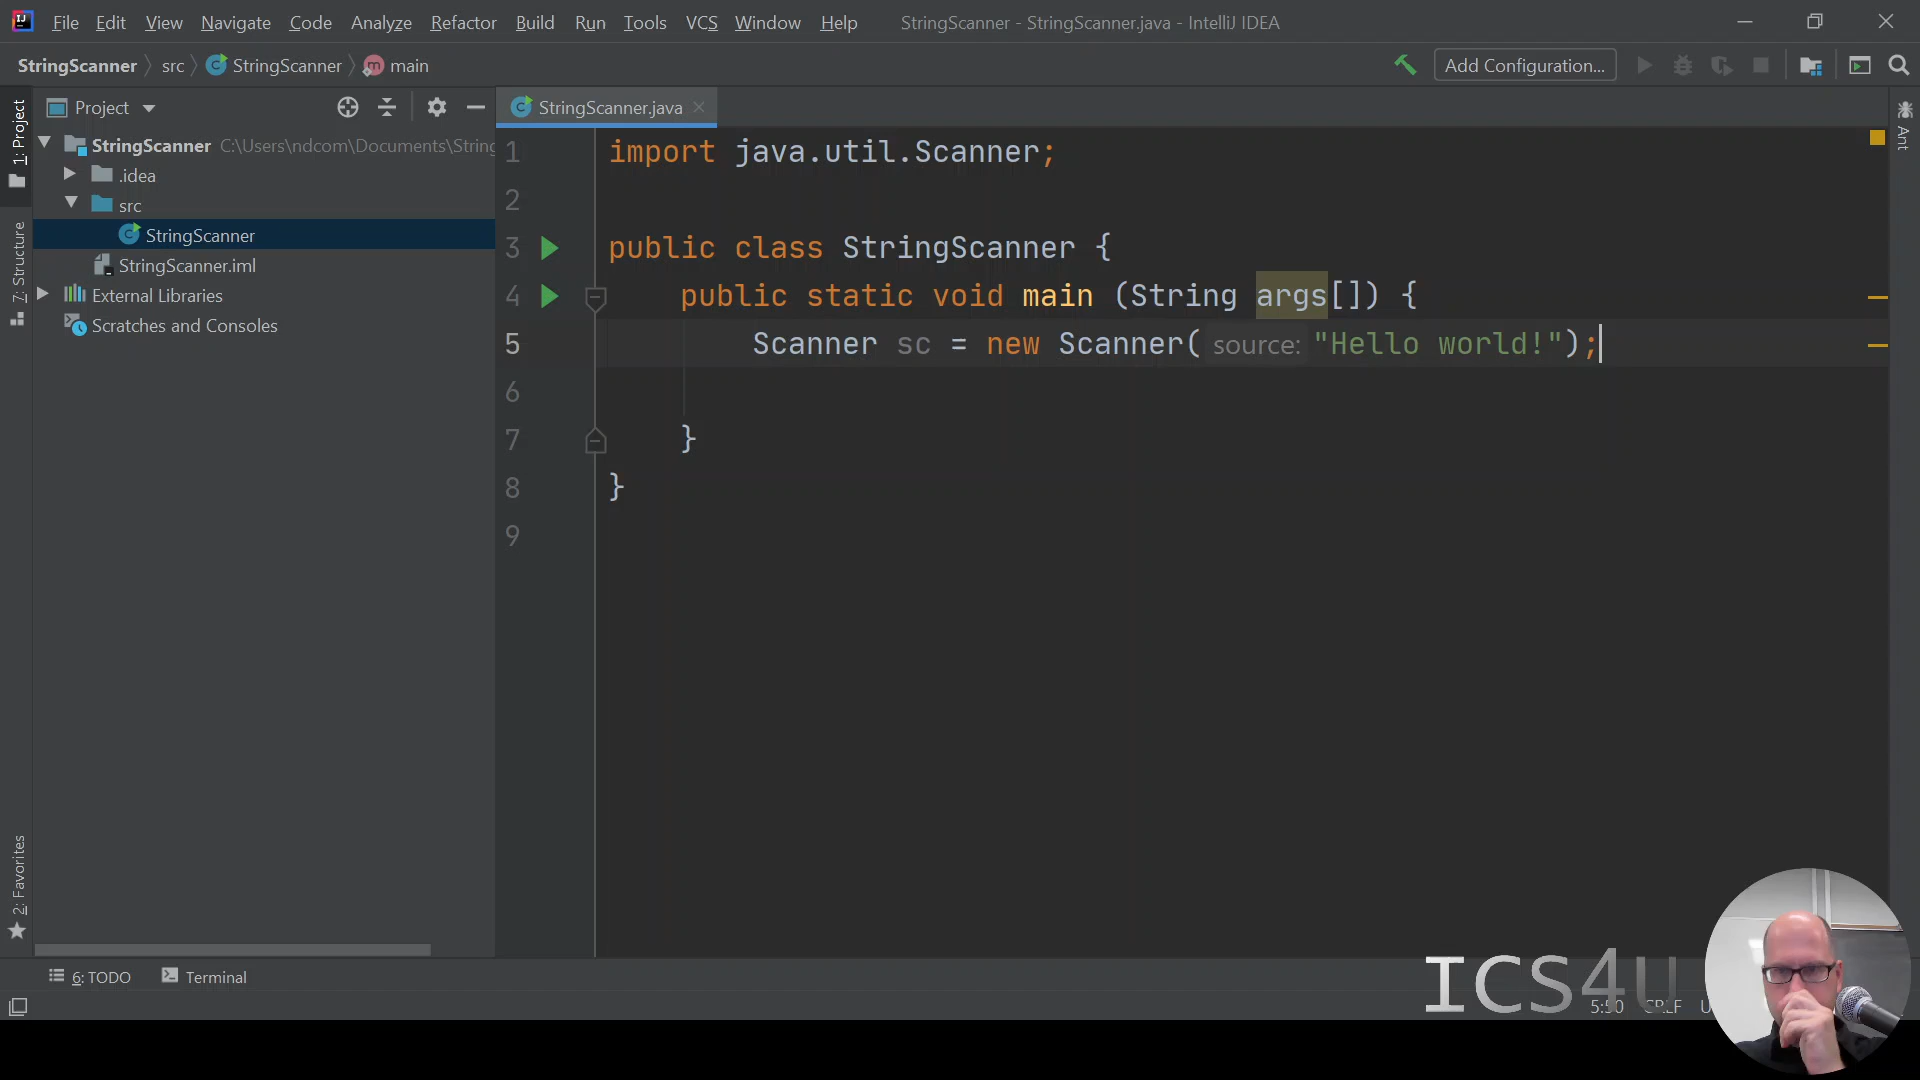 File Edit View Navigate Code Analyze Refactor Build Run Tools VCS Window Help StringScanner - StringScanner.java - IntelliJ IDEA
StringScanner src StringScanner main Add Configuration...
Project
StringScanner.java
1: Project
StringScanner C:\Users\ndcom\Documents\String
.idea
src
StringScanner
StringScanner.iml
External Libraries
Scratches and Consoles
7: Structure
2: Favorites
Ant
1 import java.util.Scanner;
2
3 public class StringScanner {
4 public static void main (String args[]) {
5 Scanner sc = new Scanner( source: "Hello world!");
6
7 }
8 }
9
6: TODO Terminal
ICS4U
5:50 CRLF